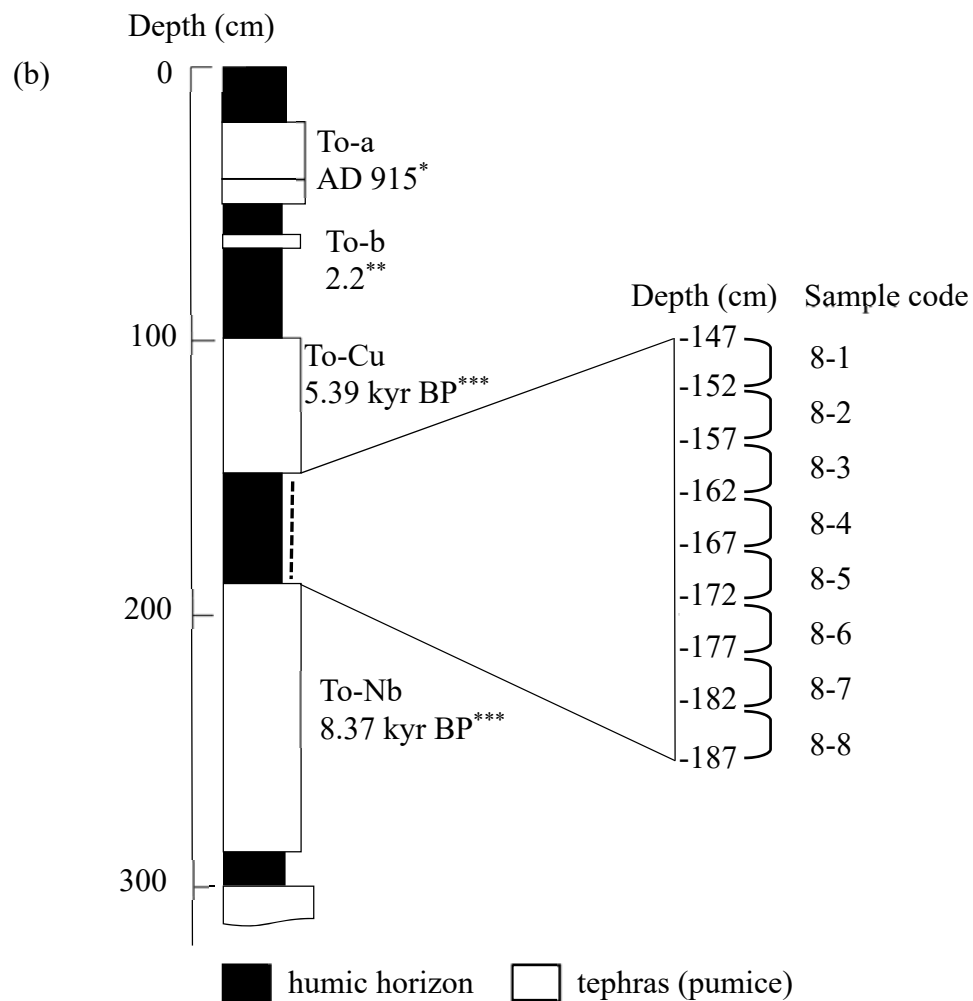 Depth (cm)
(b)
0
To-a
AD 915*
To-b
2.2**
100
To-Cu
5.39 kyr BP***
200
To-Nb
8.37 kyr BP***
300
Depth (cm) Sample code
-147
8-1
-152
8-2
-157
8-3
-162
8-4
-167
8-5
-172
8-6
-177
8-7
-182
8-8
-187
humic horizon
tephras (pumice)